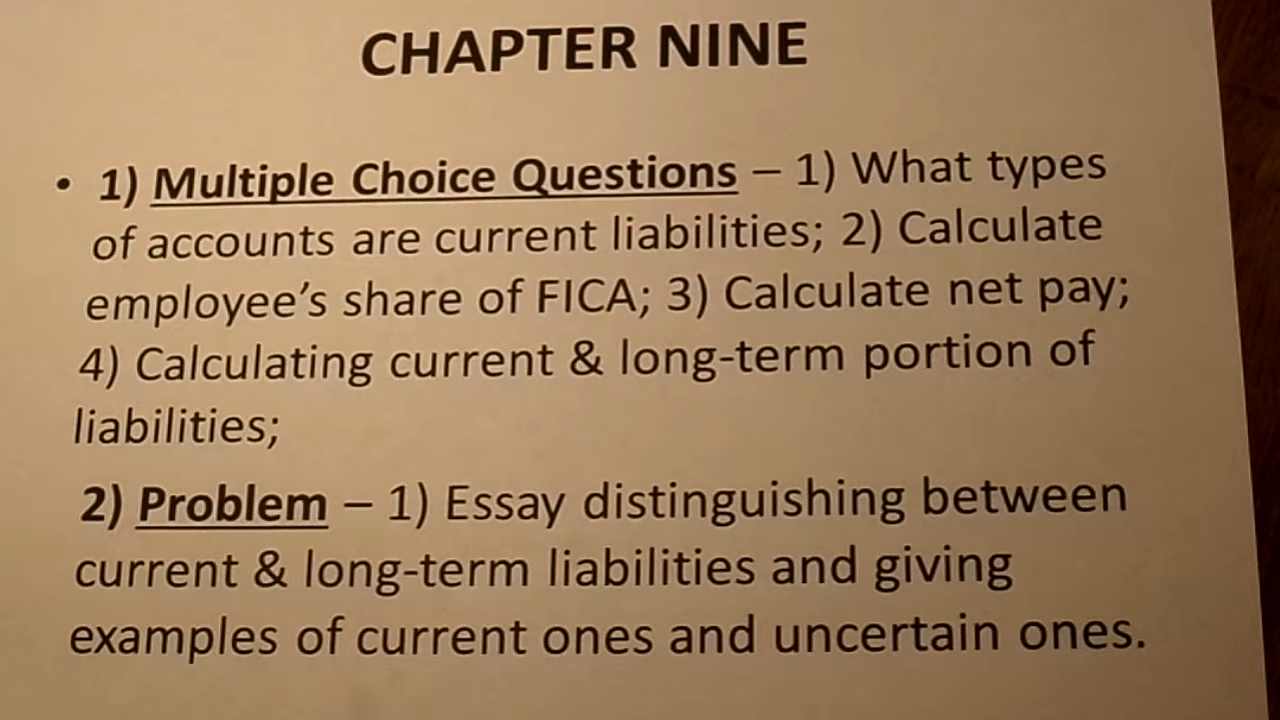 CHAPTER NINE
• 1) Multiple Choice Questions – 1) What types
of accounts are current liabilities; 2) Calculate
employee’s share of FICA; 3) Calculate net pay;
4) Calculating current & long-term portion of
liabilities;
2) Problem – 1) Essay distinguishing between
current & long-term liabilities and giving
examples of current ones and uncertain ones.